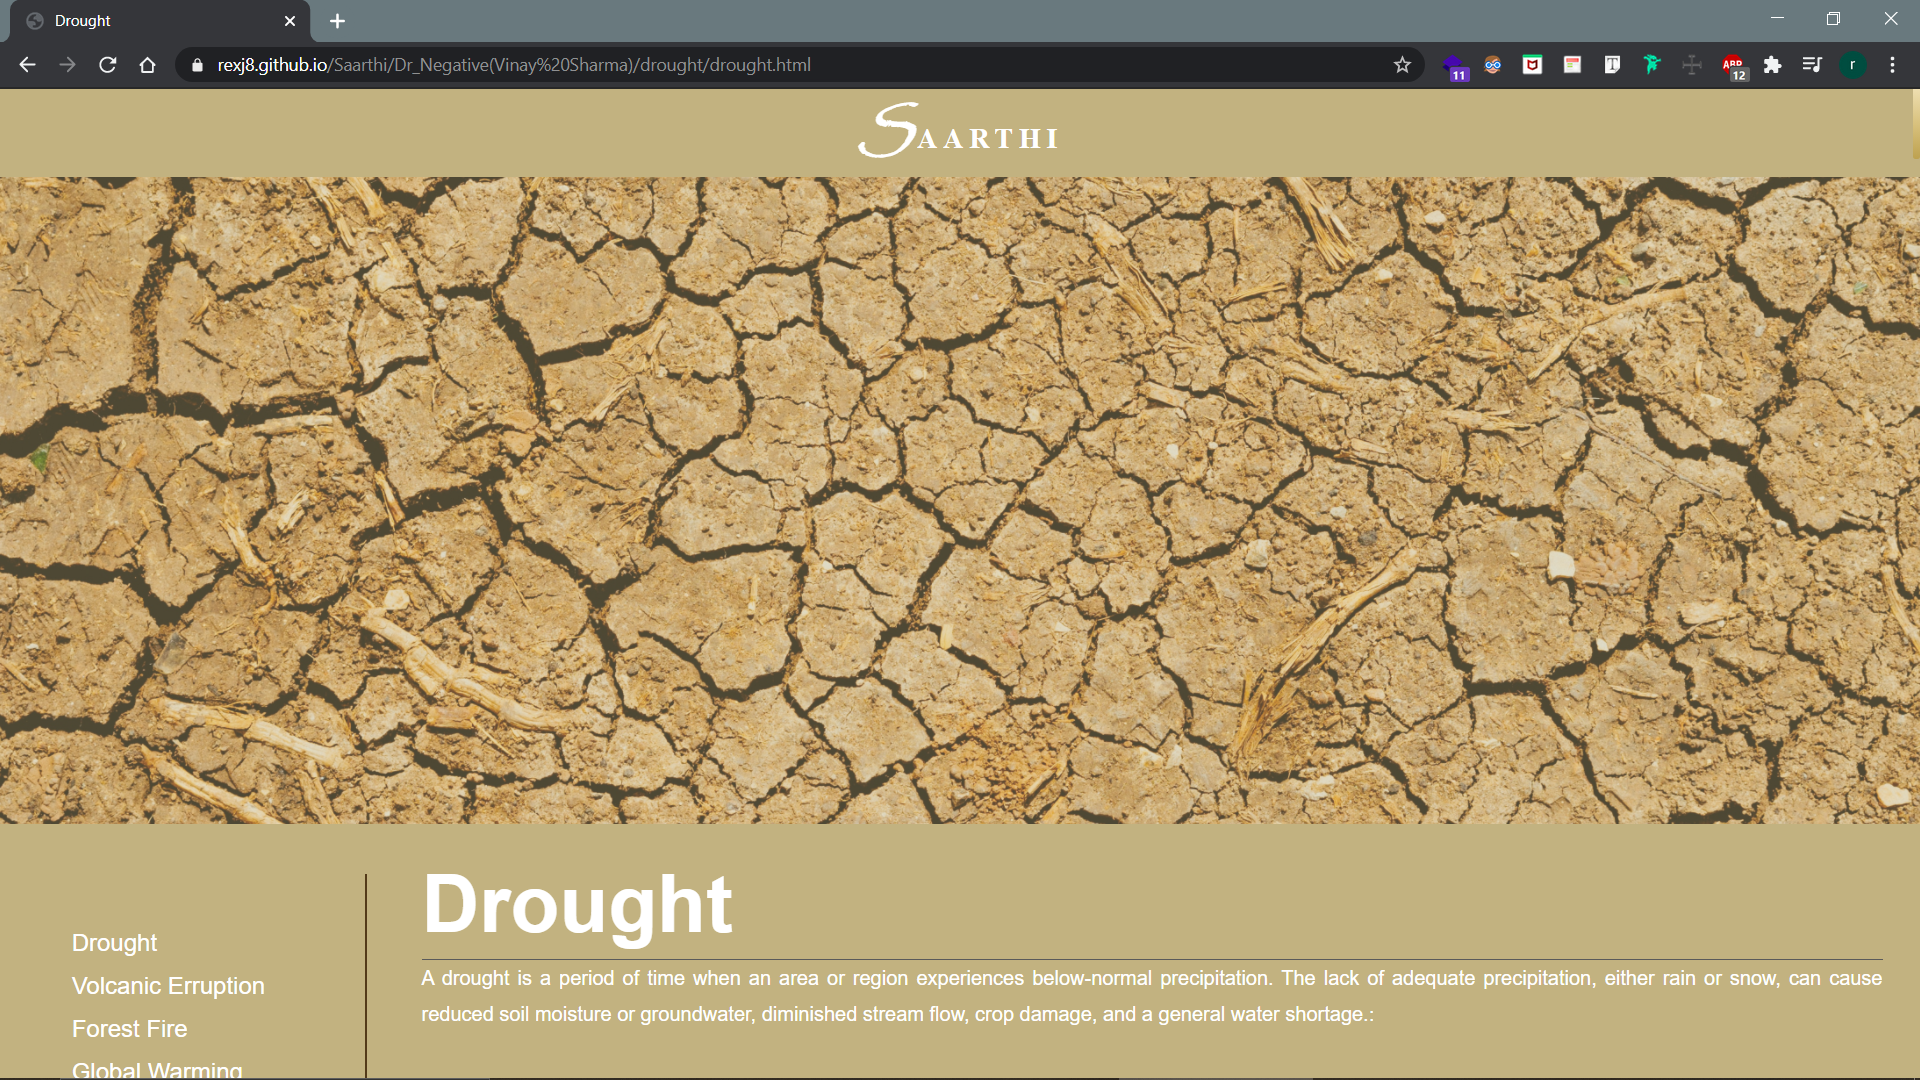 Drought
rexj8.github.io/Saarthi/Dr_Negative(Vinay%20Sharma)/drought/drought.html
11
T
ABP
12
r
SAARTHI
Drought
Volcanic Erruption
Forest Fire
Global Warming
Drought
A drought is a period of time when an area or region experiences below-normal precipitation. The lack of adequate precipitation, either rain or snow, can cause
reduced soil moisture or groundwater, diminished stream flow, crop damage, and a general water shortage.: